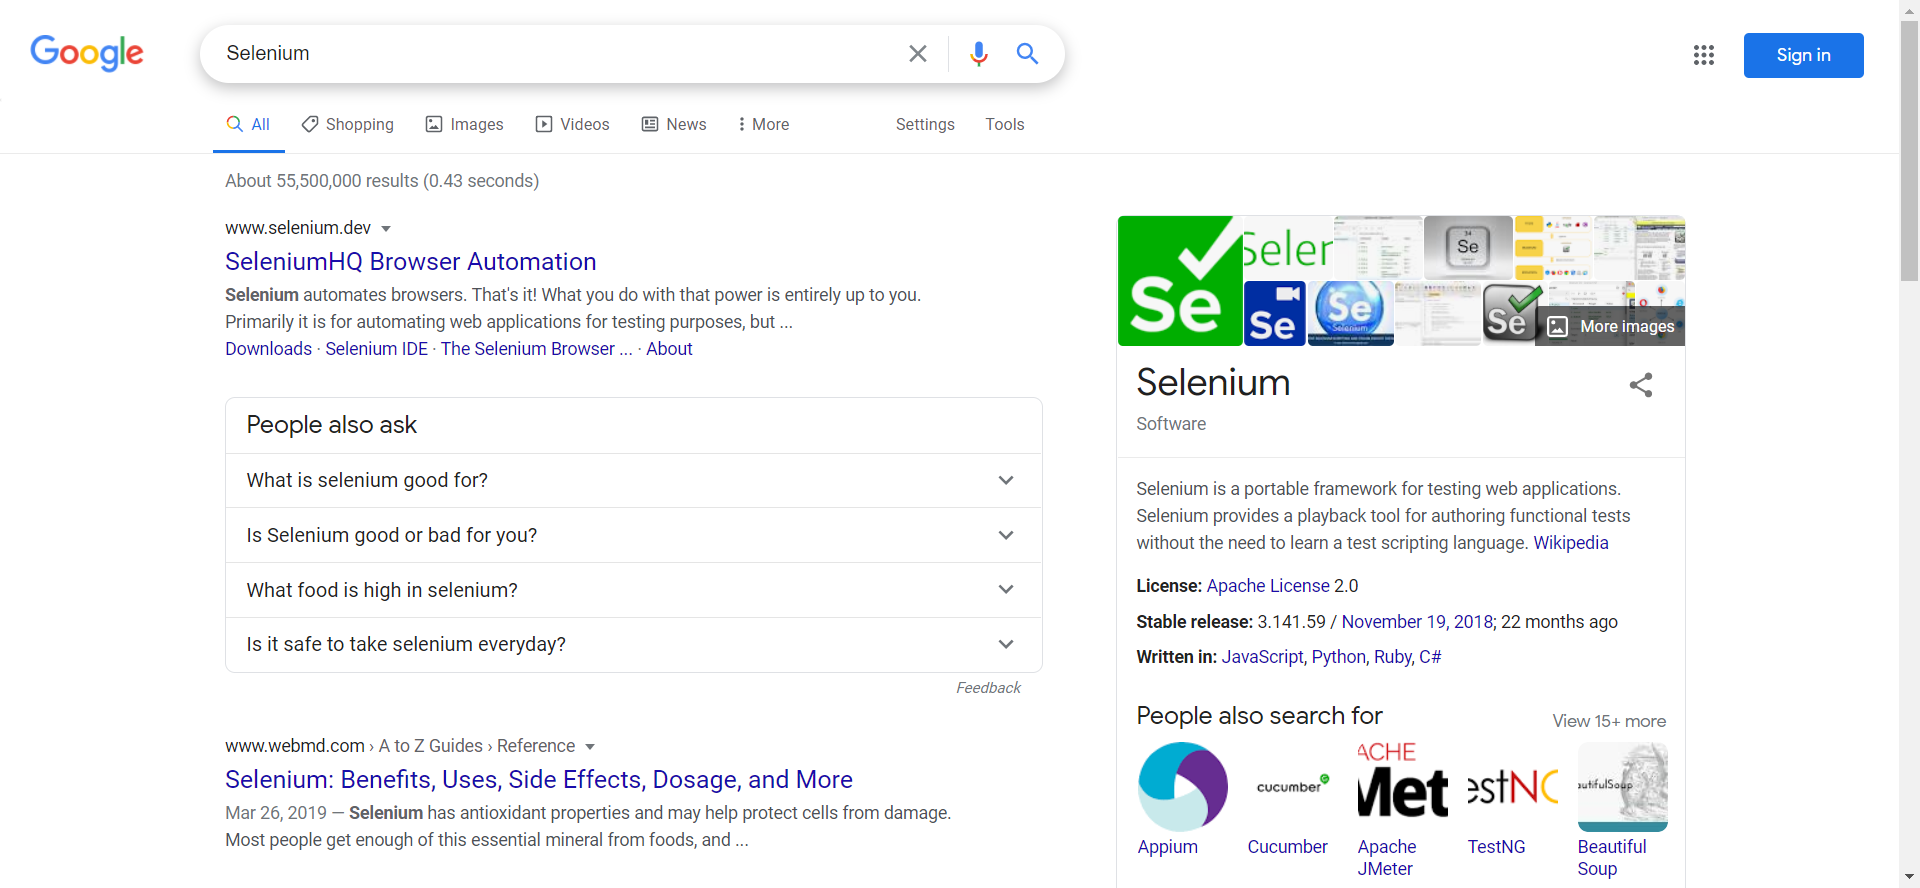 Google
Selenium
Sign in
All
Shopping
Images
Videos
News
More
Settings
Tools
About 55,500,000 results (0.43 seconds)
www.selenium.dev
SeleniumHQ Browser Automation
Selenium automates browsers. That's it! What you do with that power is entirely up to you.
Primarily it is for automating web applications for testing purposes, but ...
Downloads · Selenium IDE · The Selenium Browser ... · About
People also ask
What is selenium good for?
Is Selenium good or bad for you?
What food is high in selenium?
Is it safe to take selenium everyday?
Feedback
www.webmd.com › A to Z Guides › Reference
Selenium: Benefits, Uses, Side Effects, Dosage, and More
Mar 26, 2019 — Selenium has antioxidant properties and may help protect cells from damage.
Most people get enough of this essential mineral from foods, and ...
Se
Selen
34
Se
Se
Se
Selenium
Se
More images
Selenium
Software
Selenium is a portable framework for testing web applications.
Selenium provides a playback tool for authoring functional tests
without the need to learn a test scripting language. Wikipedia
License: Apache License 2.0
Stable release: 3.141.59 / November 19, 2018; 22 months ago
Written in: JavaScript, Python, Ruby, C#
People also search for
View 15+ more
cucumber
ACHE
Met
estNG
autifulSoup
Appium
Cucumber
Apache
JMeter
TestNG
Beautiful
Soup